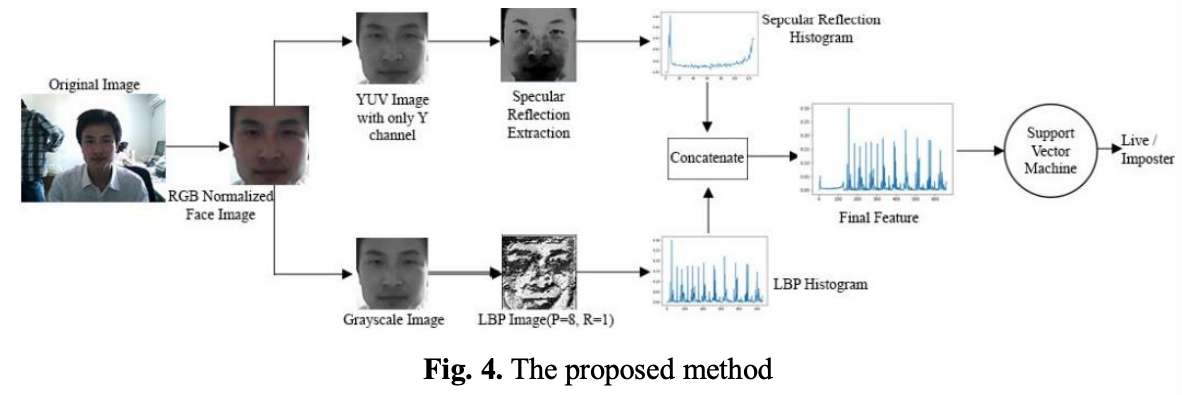 Original Image
RGB Normalized
Face Image
YUV Image
with only Y
channel
Specular
Reflection
Extraction
Sepcular Reflection
Histogram
Concatenate
Grayscale Image
LBP Image(P=8, R=1)
LBP Histogram
Final Feature
Support
Vector
Machine
Live /
Imposter
Fig. 4. The proposed method